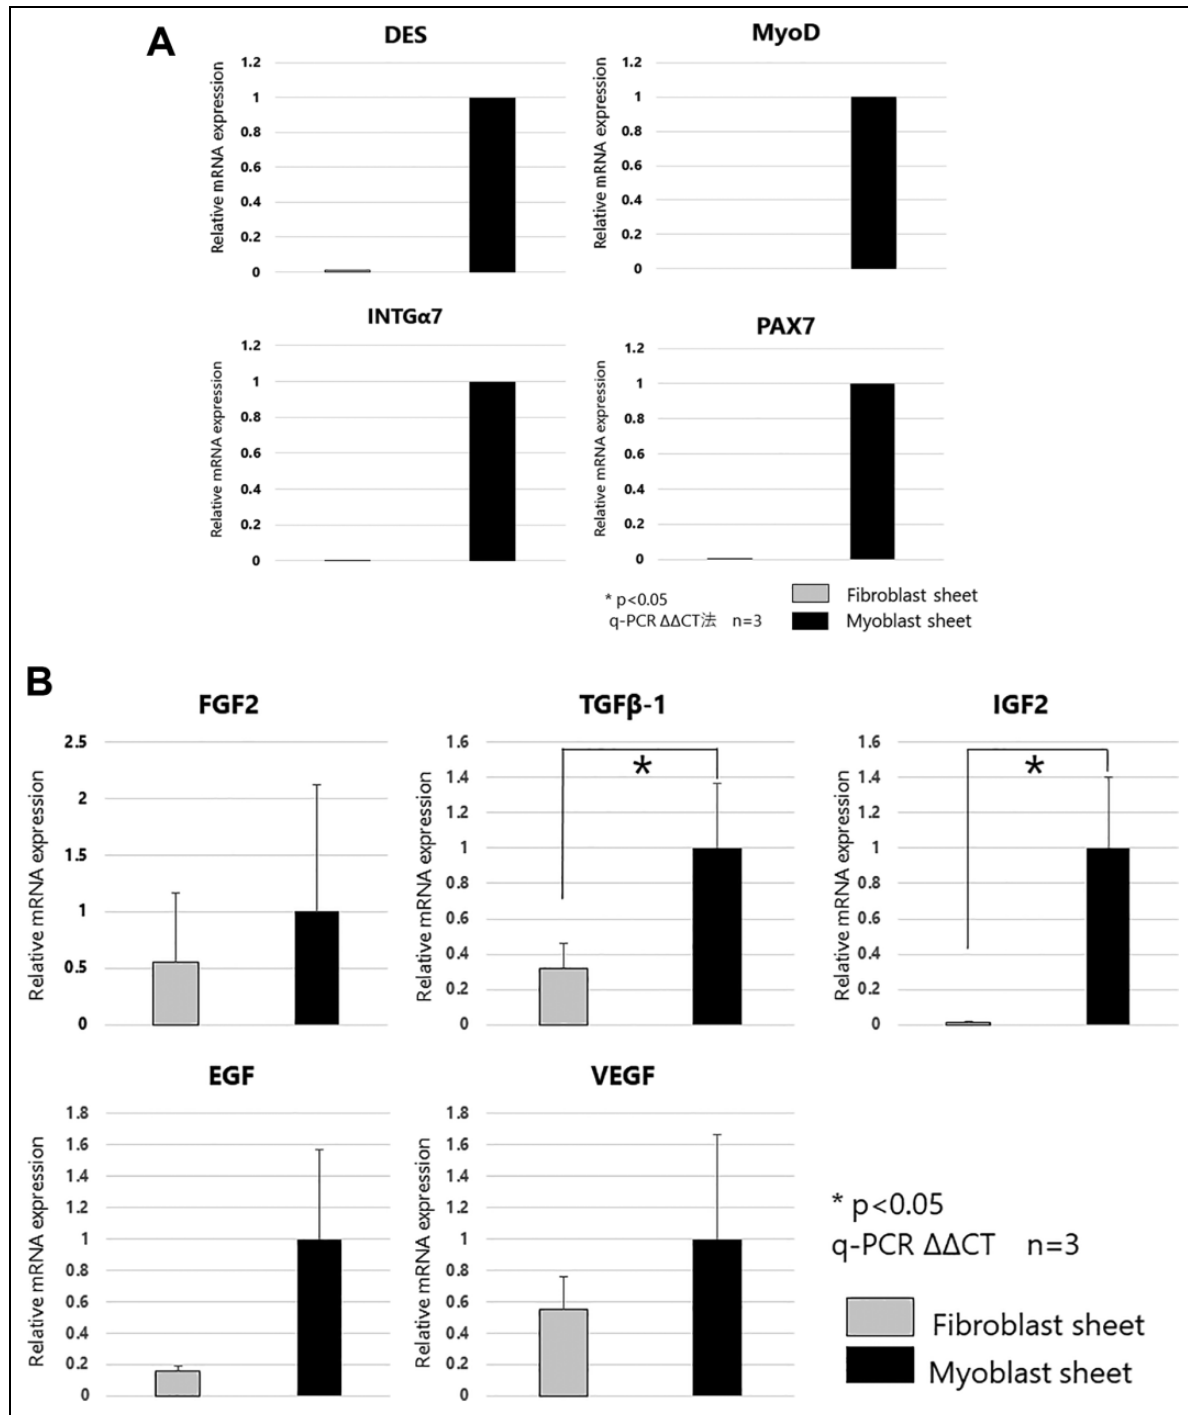 A
DES
Relative mRNA expression
1.2
1
0.8
0.6
0.4
0.2
0
MyoD
Relative mRNA expression
1.2
1
0.8
0.6
0.4
0.2
0
INTGα7
Relative mRNA expression
1.2
1
0.8
0.6
0.4
0.2
0
PAX7
Relative mRNA expression
1.2
1
0.8
0.6
0.4
0.2
0
* p<0.05
q-PCR ΔΔCT法 n=3
Fibroblast sheet
Myoblast sheet
B
FGF2
Relative mRNA expression
2.5
2
1.5
1
0.5
0
TGFβ-1
Relative mRNA expression
1.6
1.4
1.2
1
0.8
0.6
0.4
0.2
0
*
IGF2
Relative mRNA expression
1.6
1.4
1.2
1
0.8
0.6
0.4
0.2
0
*
EGF
Relative mRNA expression
1.8
1.6
1.4
1.2
1
0.8
0.6
0.4
0.2
0
VEGF
Relative mRNA expression
1.8
1.6
1.4
1.2
1
0.8
0.6
0.4
0.2
0
* p<0.05
q-PCR ΔΔCT n=3
Fibroblast sheet
Myoblast sheet